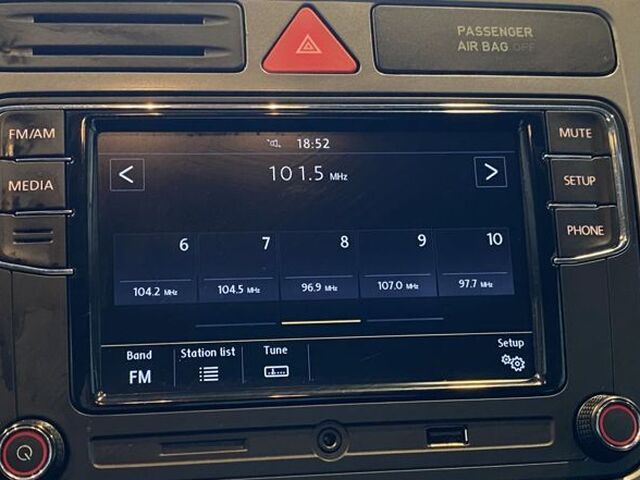 PASSENGER
AIR BAG OFF
FM/AM
MEDIA
18:52
101.5 MHz
MUTE
SETUP
PHONE
6 7 8 9 10
104.2 MHz 104.5 MHz 96.9 MHz 107.0 MHz 97.7 MHz
Band Station list Tune Setup
FM